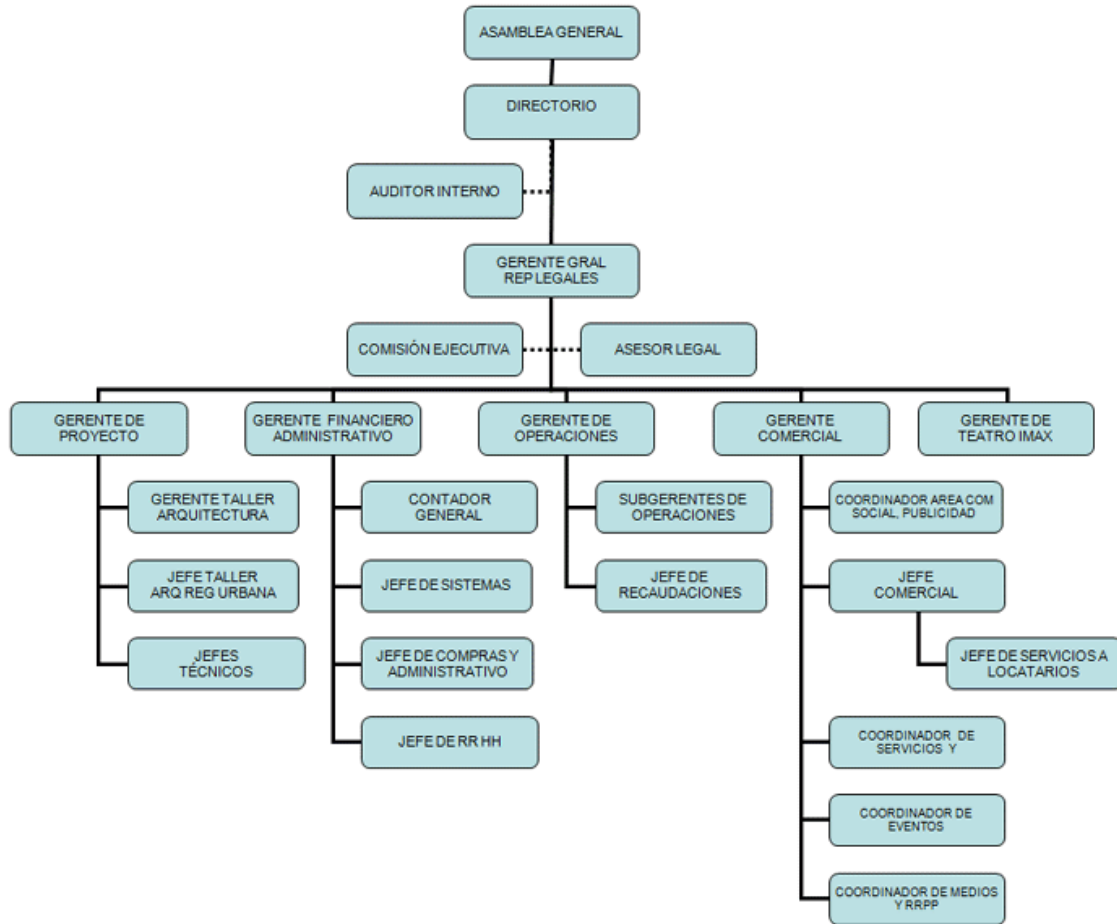 ASAMBLEA GENERAL
DIRECTORIO
AUDITOR INTERNO
GERENTE GRAL
REP LEGALES
COMISIÓN EJECUTIVA
ASESOR LEGAL
GERENTE DE
PROYECTO
GERENTE FINANCIERO
ADMINISTRATIVO
GERENTE DE
OPERACIONES
GERENTE
COMERCIAL
GERENTE DE
TEATRO IMAX
GERENTE TALLER
ARQUITECTURA
JEFE TALLER
ARQ REG URBANA
JEFES
TÉCNICOS
CONTADOR
GENERAL
JEFE DE SISTEMAS
JEFE DE COMPRAS Y
ADMINISTRATIVO
JEFE DE RR HH
SUBGERENTES DE
OPERACIONES
JEFE DE
RECAUDACIONES
COORDINADOR AREA COM
SOCIAL, PUBLICIDAD
JEFE
COMERCIAL
JEFE DE SERVICIOS A
LOCATARIOS
COORDINADOR DE
SERVICIOS Y
COORDINADOR DE
EVENTOS
COORDINADOR DE MEDIOS
Y RRPP